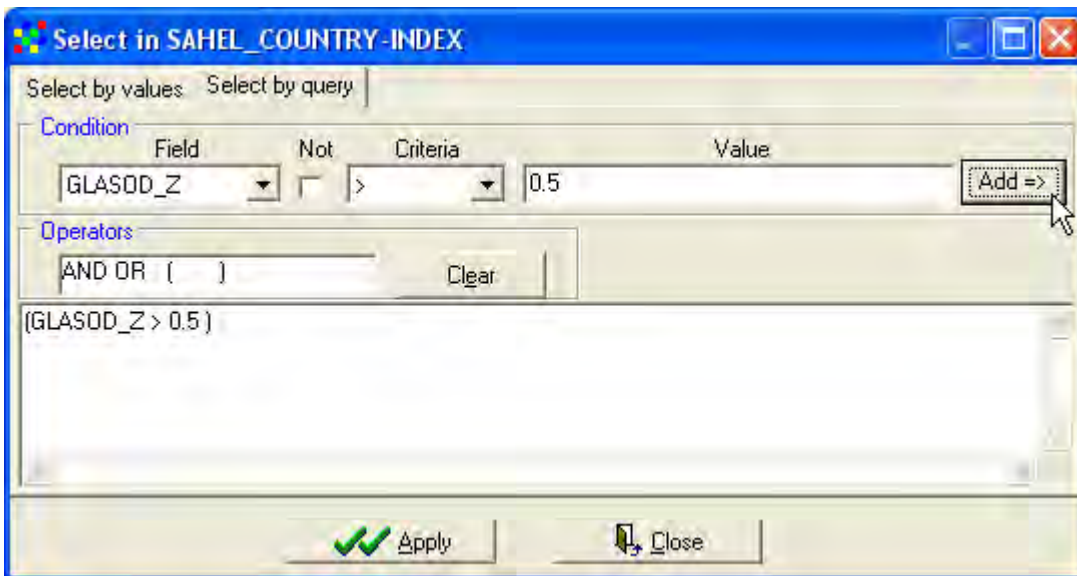 Select in SAHEL_COUNTRY-INDEX
Select by values Select by query
Condition
Field Not Criteria Value
GLASOD_Z > 0.5 Add =>
Operators
AND OR ( ) Clear
(GLASOD_Z > 0.5 )
Apply Close